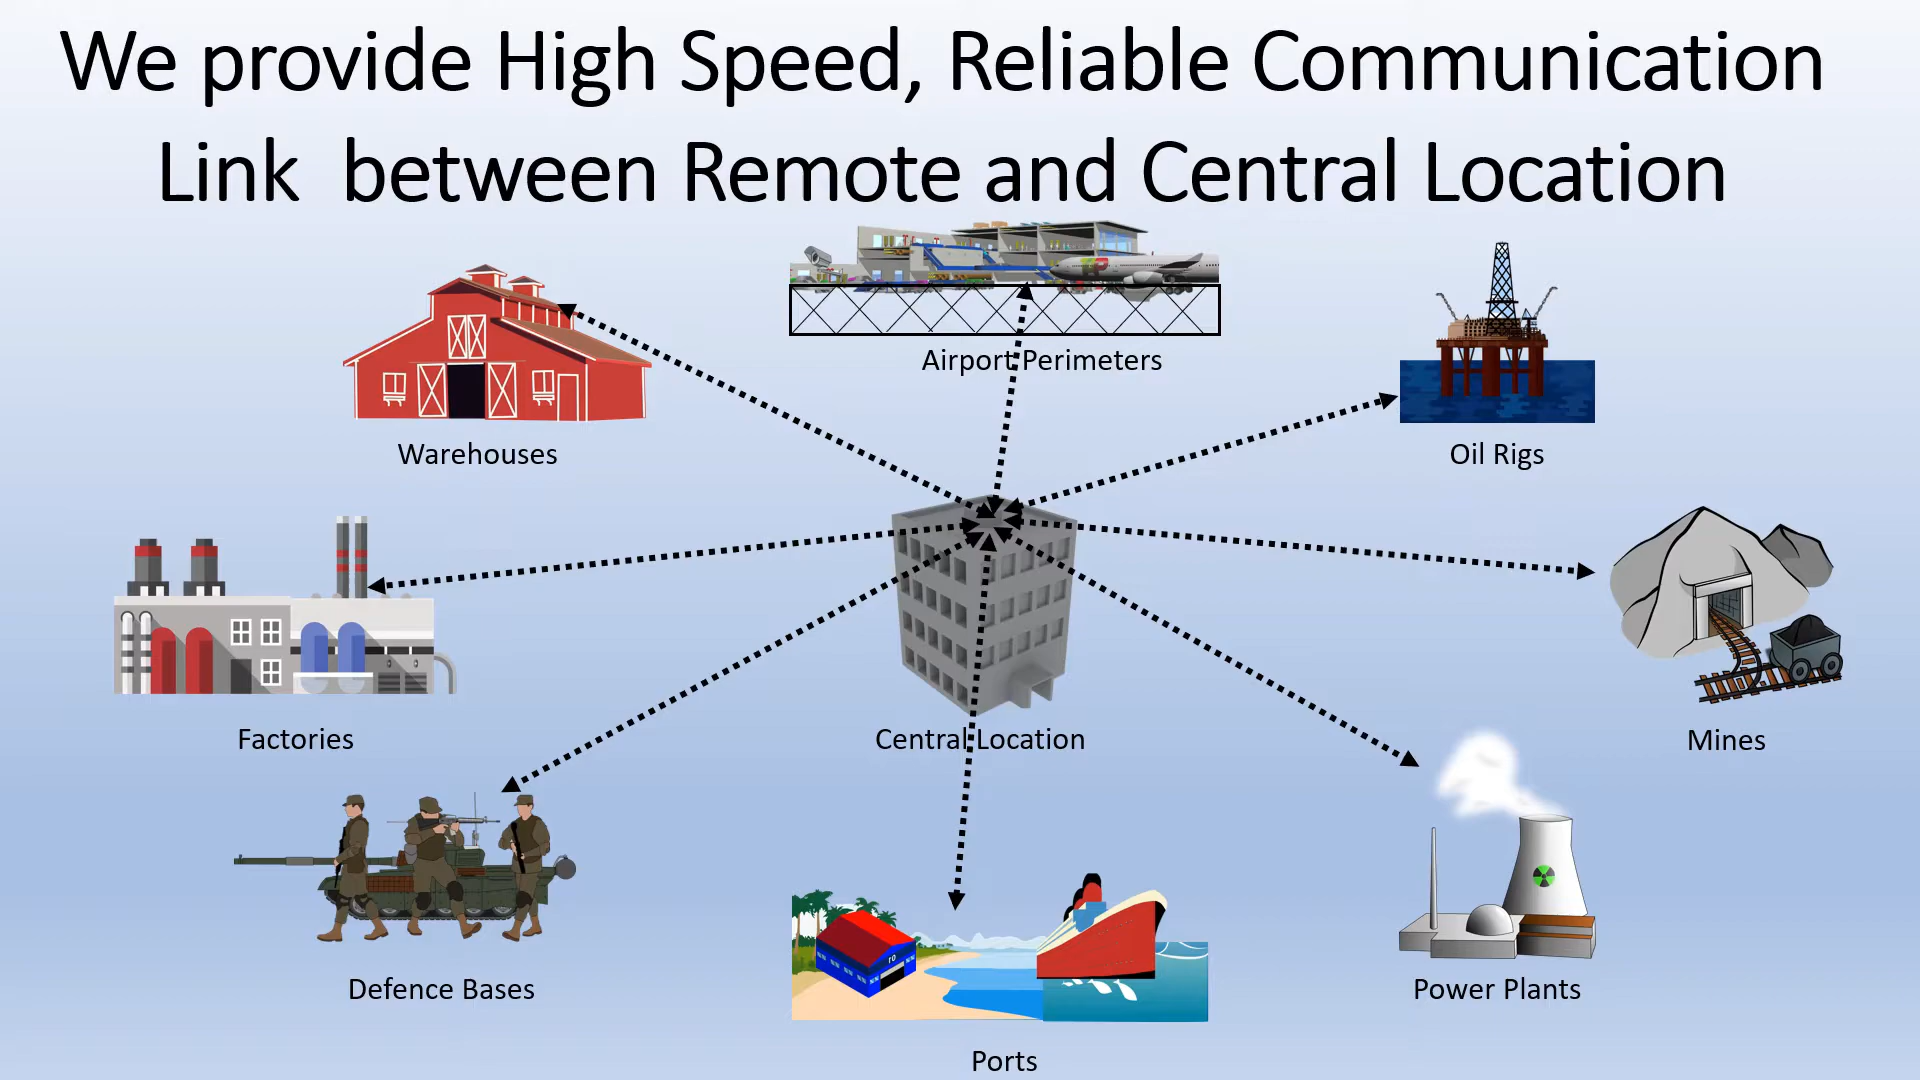 We provide High Speed, Reliable Communication
Link between Remote and Central Location
Airport Perimeters
Warehouses
Oil Rigs
Factories
Central Location
Mines
Defence Bases
Power Plants
Ports